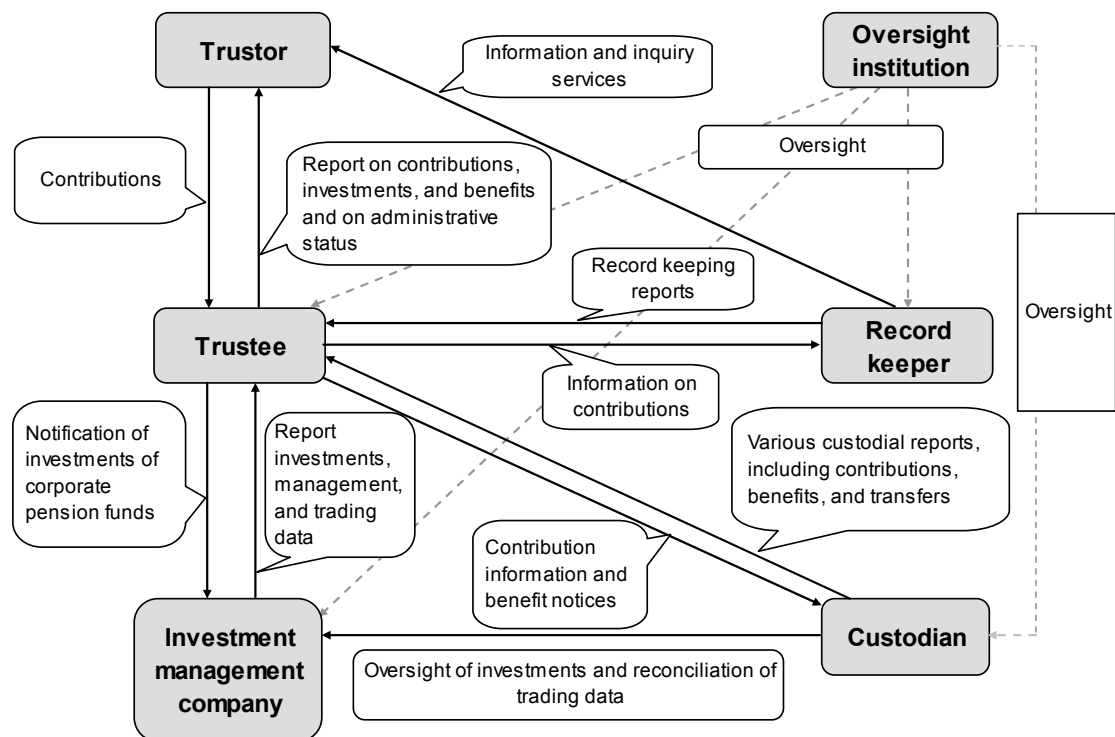 Trustor
Information and inquiry
services
Oversight
institution
Oversight
Contributions
Report on contributions,
investments, and benefits
and on administrative
status
Record keeping
reports
Oversight
Trustee
Record
keeper
Information on
contributions
Notification of
investments of
corporate
pension funds
Report
investments,
management,
and trading
data
Various custodial reports,
including contributions,
benefits, and transfers
Contribution
information and
benefit notices
Investment
management
company
Custodian
Oversight of investments and reconciliation of
trading data